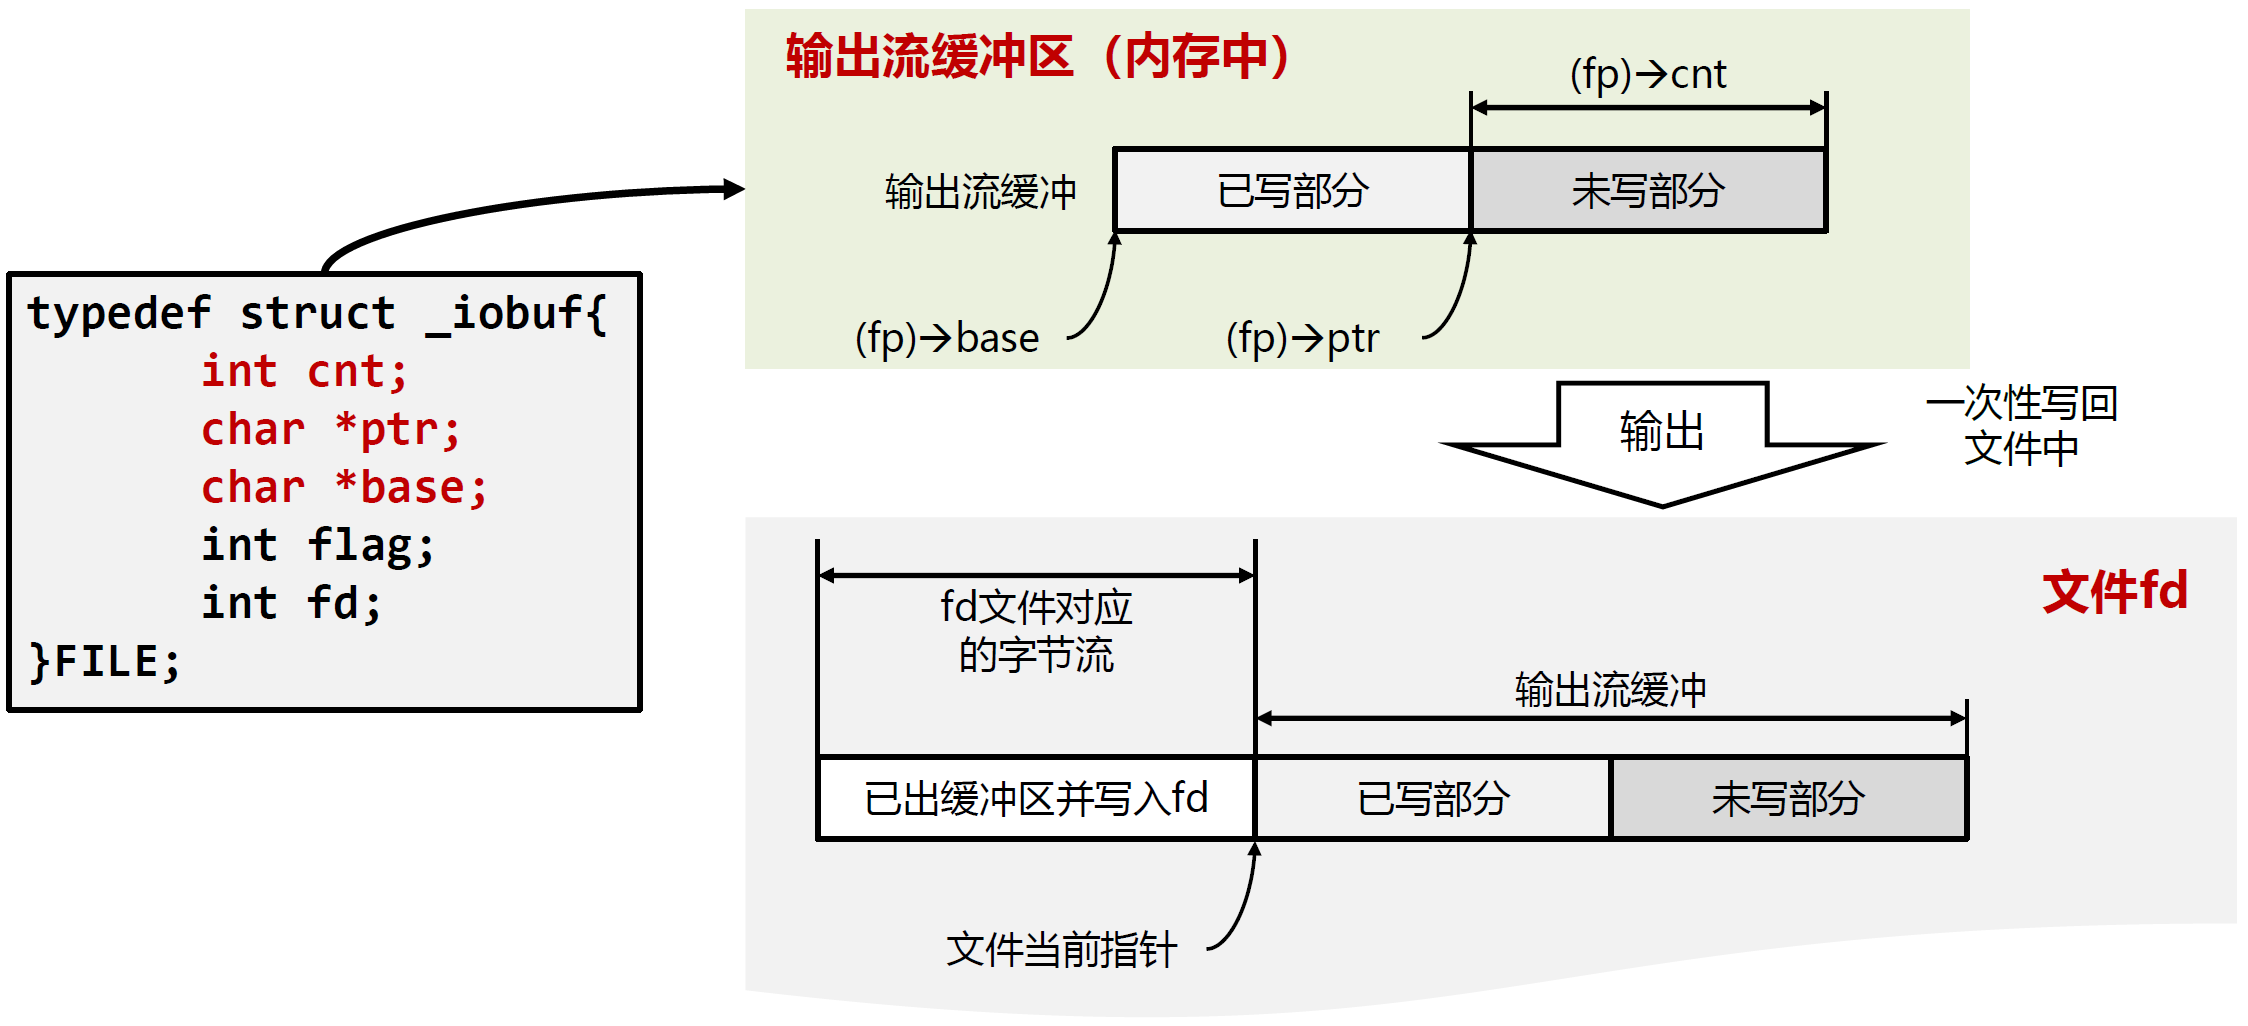 输出流缓冲区（内存中）
(fp)→cnt
输出流缓冲
已写部分
未写部分
(fp)→base
(fp)→ptr
typedef struct _iobuf{
int cnt;
char *ptr;
char *base;
int flag;
int fd;
}FILE;
输出
一次性写回
文件中
文件fd
fd文件对应
的字节流
输出流缓冲
已出缓冲区并写入fd
已写部分
未写部分
文件当前指针